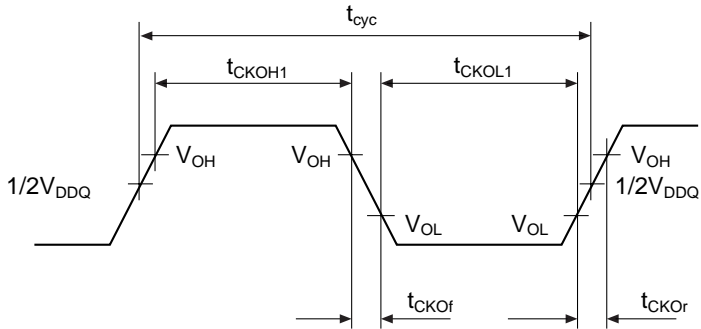 tcyc
tCKOH1 tCKOL1
VOH VOH VOH
1/2VDDQ 1/2VDDQ
VOL VOL
tCKOf tCKOr